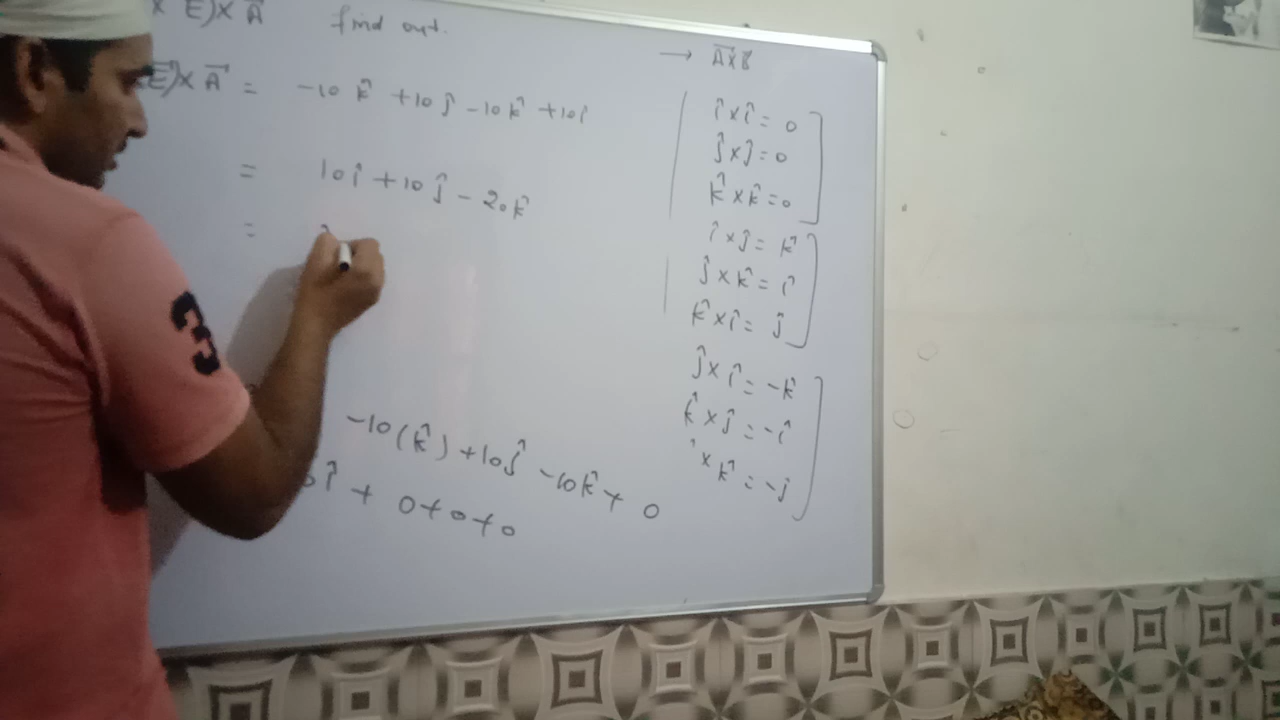 x E) x A⃗ find out.
E⃗) x A⃗ = -10 k̂ +10 ĵ -10 k̂ +10 î
= 10 î +10 ĵ - 20 k̂
=
-10(k̂) +10 ĵ -10 k̂ + 0
î + 0+0+0
→ A⃗ x B⃗
î x î = 0
ĵ x ĵ = 0
k̂ x k̂ = 0
î x ĵ = k̂
ĵ x k̂ = î
k̂ x î = ĵ
ĵ x î = -k̂
k̂ x ĵ = -î
x k̂ = -ĵ
3